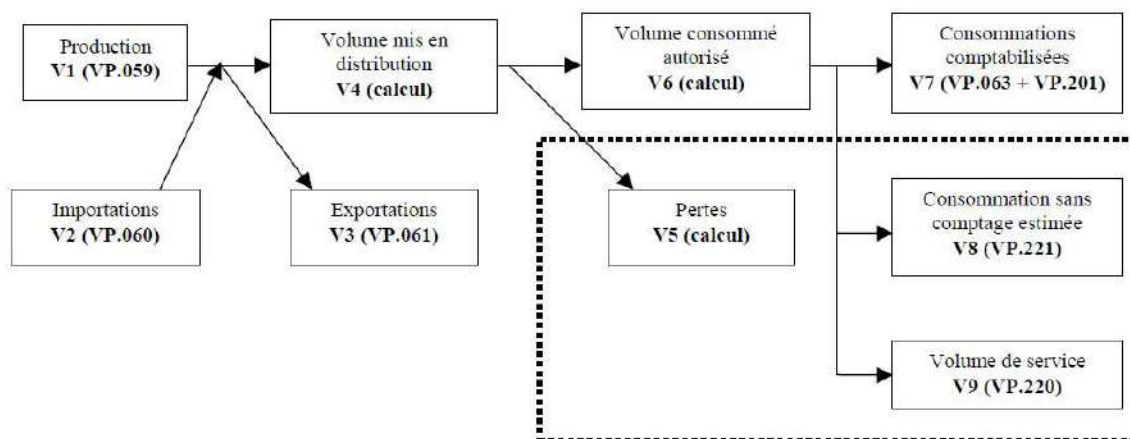 Production
V1 (VP.059)
Volume mis en
distribution
V4 (calcul)
Volume consommé
autorisé
V6 (calcul)
Consommations
comptabilisées
V7 (VP.063 + VP.201)
Importations
V2 (VP.060)
Exportations
V3 (VP.061)
Pertes
V5 (calcul)
Consommation sans
comptage estimée
V8 (VP.221)
Volume de service
V9 (VP.220)